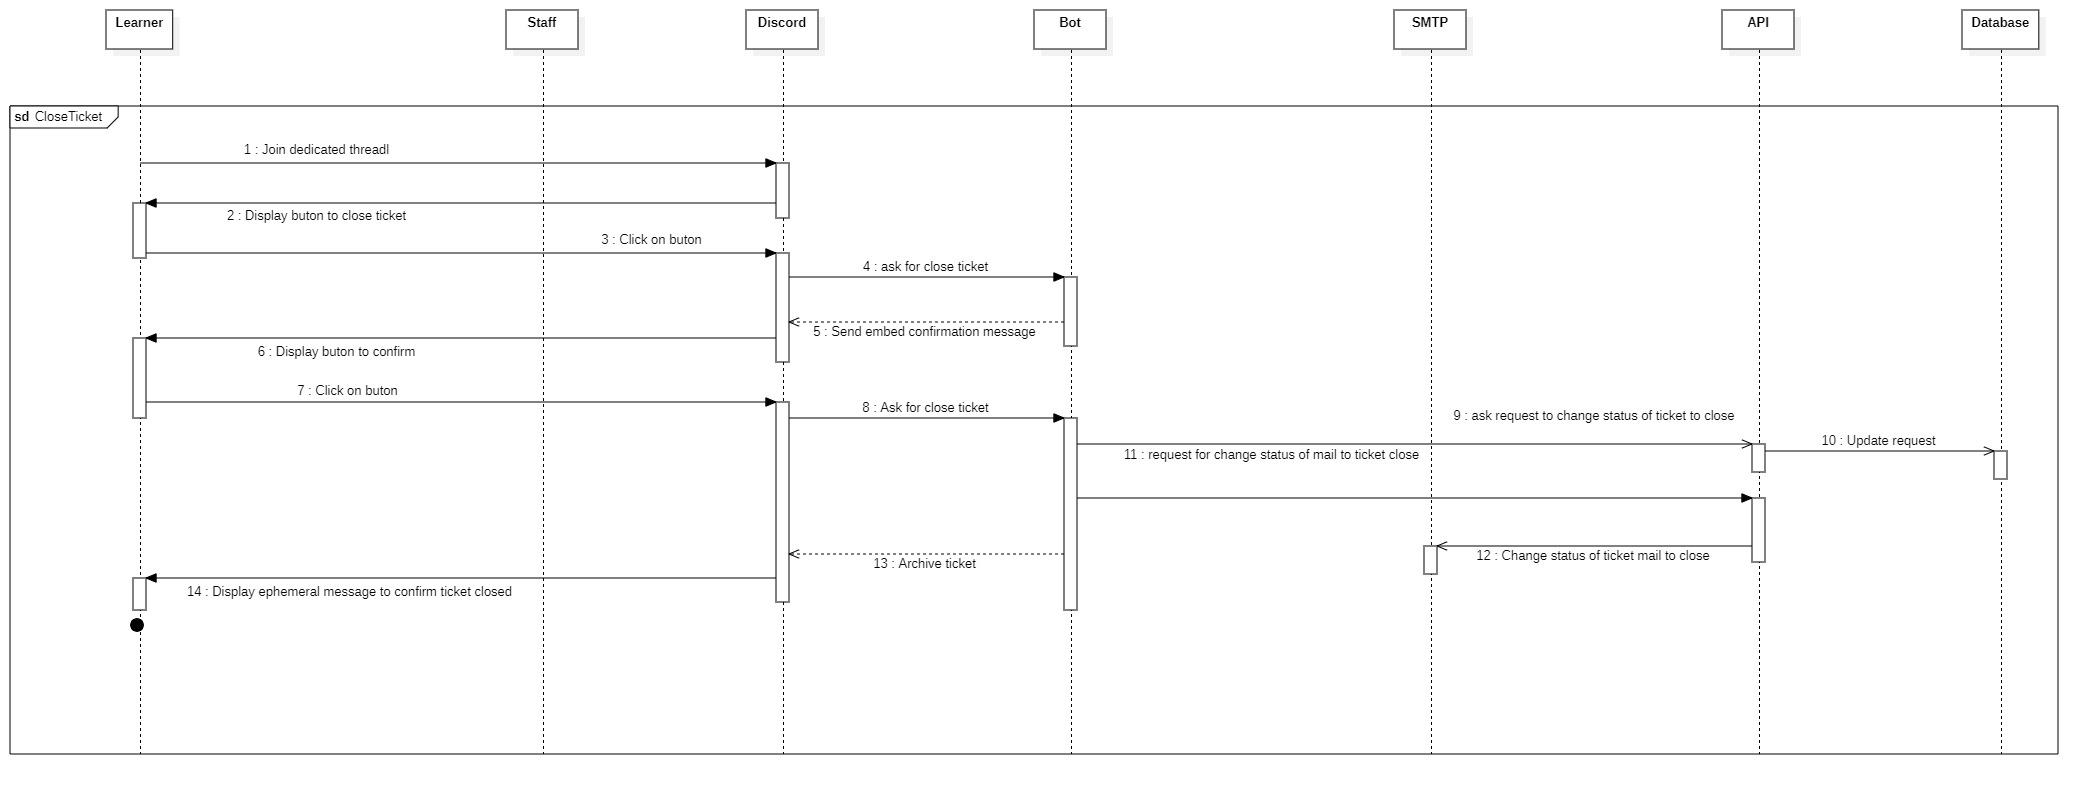 Learner
Staff
Discord
Bot
SMTP
API
Database
sd CloseTicket
1 : Join dedicated threadl
2 : Display buton to close ticket
3 : Click on buton
4 : ask for close ticket
5 : Send embed confirmation message
6 : Display buton to confirm
7 : Click on buton
8 : Ask for close ticket
9 : ask request to change status of ticket to close
10 : Update request
11 : request for change status of mail to ticket close
12 : Change status of ticket mail to close
13 : Archive ticket
14 : Display ephemeral message to confirm ticket closed